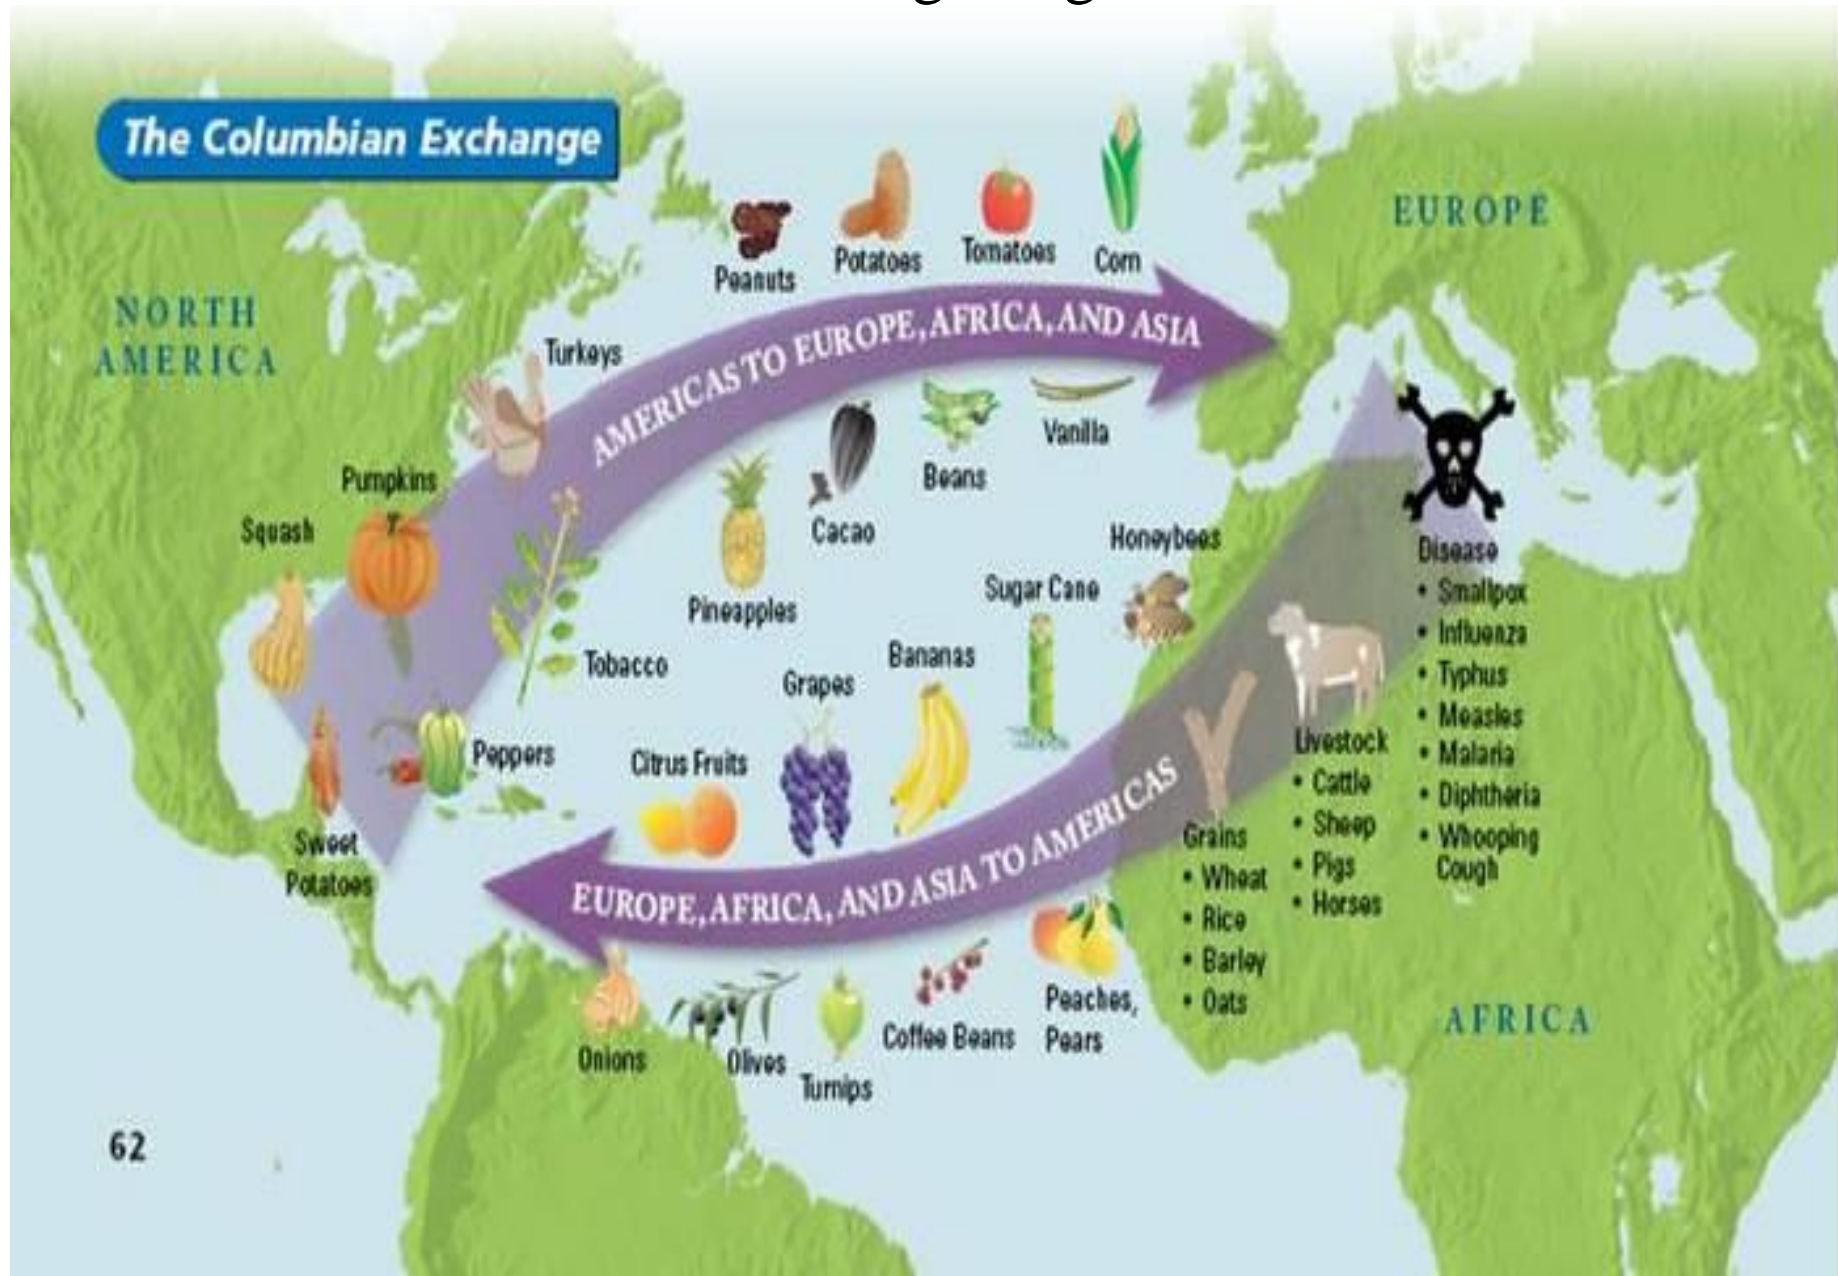 The Columbian Exchange
EUROPE
NORTH
AMERICA
Peanuts
Potatoes
Tomatoes
Corn
AMERICAS TO EUROPE, AFRICA, AND ASIA
Turkeys
Pumpkins
Squash
Vanilla
Beans
Cacao
Pineapples
Tobacco
Peppers
Sweet
Potatoes
Honeybees
Sugar Cane
Bananas
Grapes
Citrus Fruits
EUROPE, AFRICA, AND ASIA TO AMERICAS
Onions
Olives
Turnips
Coffee Beans
Peaches,
Pears
Grains
• Wheat
• Rice
• Barley
• Oats
Livestock
• Cattle
• Sheep
• Pigs
• Horses
Disease
• Smallpox
• Influenza
• Typhus
• Measles
• Malaria
• Diphtheria
• Whooping
Cough
AFRICA
62